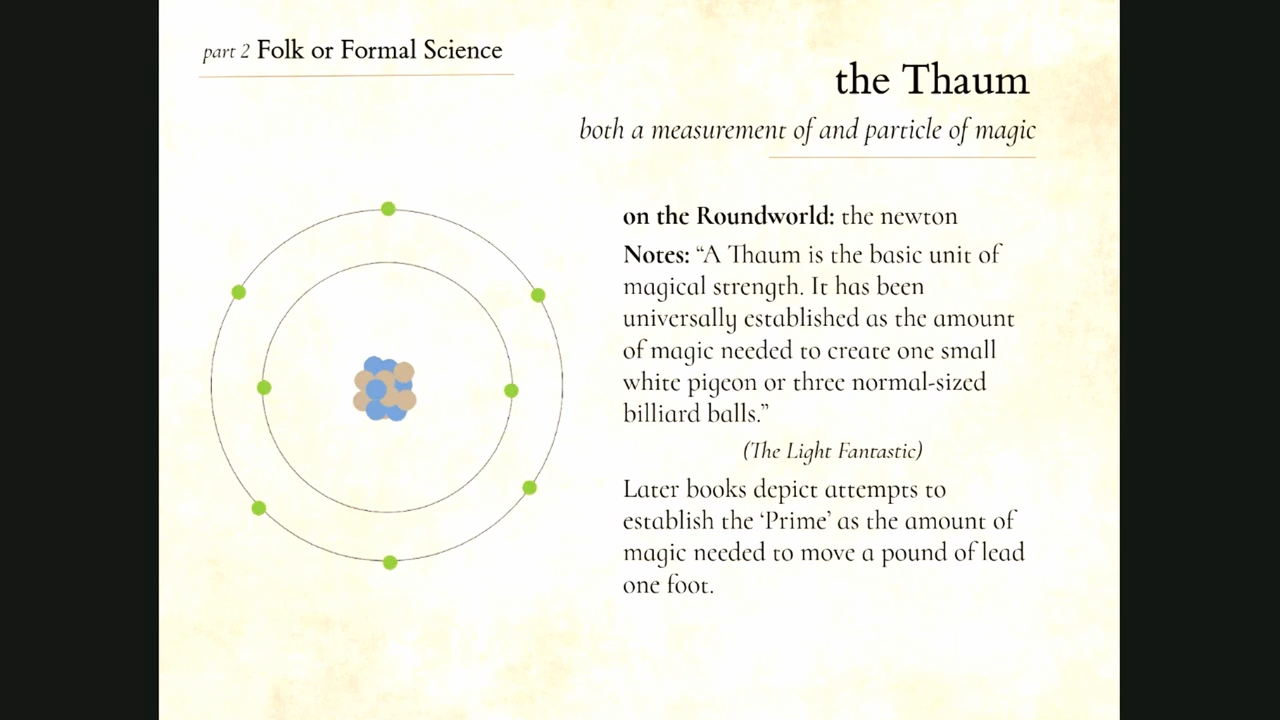 part 2 Folk or Formal Science
the Thaum
both a measurement of and particle of magic
on the Roundworld: the newton
Notes: “A Thaum is the basic unit of
magical strength. It has been
universally established as the amount
of magic needed to create one small
white pigeon or three normal-sized
billiard balls.”
(The Light Fantastic)
Later books depict attempts to
establish the ‘Prime’ as the amount of
magic needed to move a pound of lead
one foot.